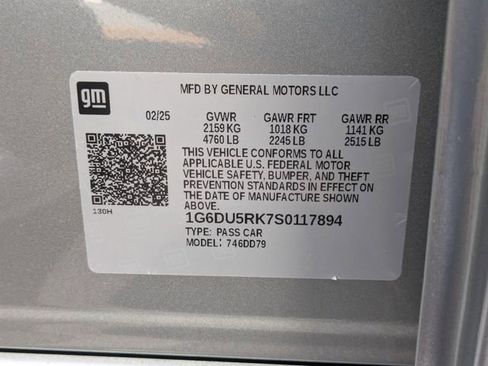 gm
MFD BY GENERAL MOTORS LLC
02/25 GVWR GAWR FRT GAWR RR
2159 KG 1018 KG 1141 KG
4760 LB 2245 LB 2515 LB
THIS VEHICLE CONFORMS TO ALL
APPLICABLE U.S. FEDERAL MOTOR
VEHICLE SAFETY, BUMPER, AND THEFT
PREVENTION STANDARDS IN EFFECT ON
THE DATE OF MANUFACTURE SHOWN
ABOVE.
130H
1G6DU5RK7S0117894
TYPE: PASS CAR
MODEL: 746DD79